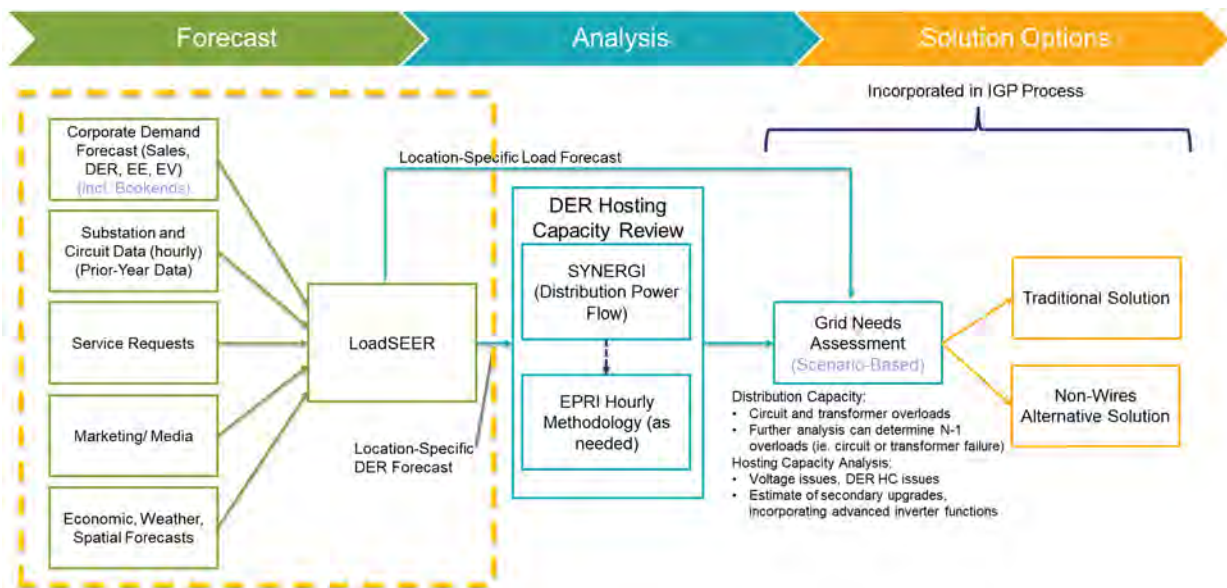 Forecast
Analysis
Solution Options
Incorporated in IGP Process
Corporate Demand
Forecast (Sales,
DER, EE, EV)
(incl. Bookends)
Substation and
Circuit Data (hourly)
(Prior-Year Data)
Service Requests
Marketing/ Media
Economic, Weather,
Spatial Forecasts
LoadSEER
Location-Specific Load Forecast
Location-Specific
DER Forecast
DER Hosting
Capacity Review
SYNERGI
(Distribution Power
Flow)
EPRI Hourly
Methodology (as
needed)
Grid Needs
Assessment
(Scenario-Based)
Distribution Capacity:
• Circuit and transformer overloads
• Further analysis can determine N-1
overloads (ie. circuit or transformer failure)
Hosting Capacity Analysis:
• Voltage issues, DER HC issues
• Estimate of secondary upgrades,
incorporating advanced inverter functions
Traditional Solution
Non-Wires
Alternative Solution